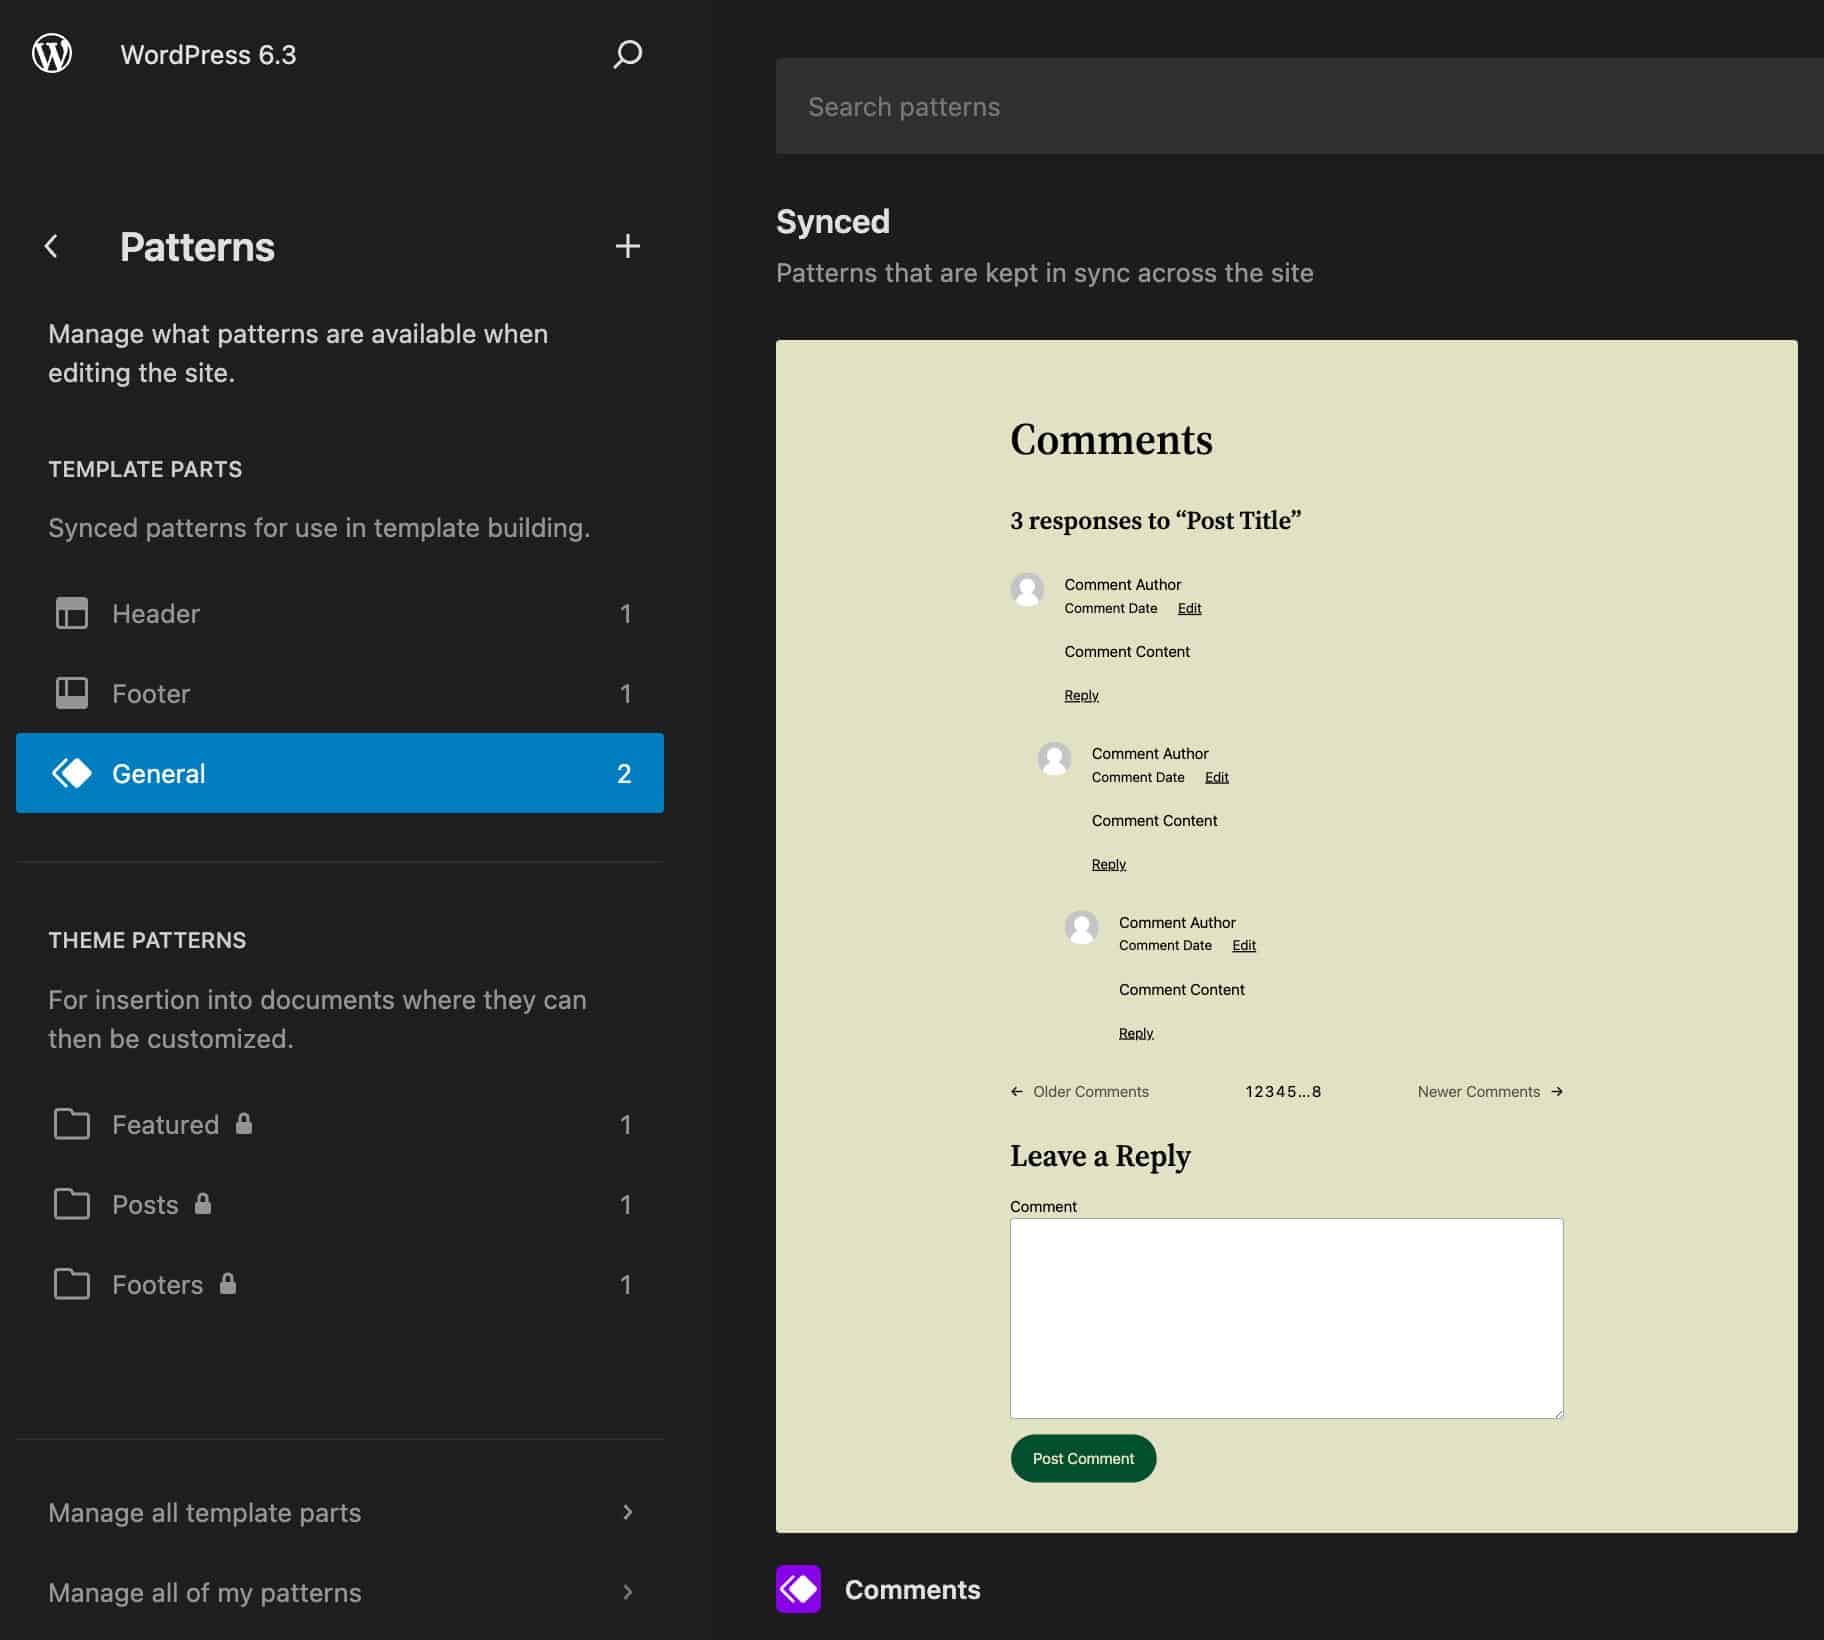 WordPress 6.3
Patterns
Manage what patterns are available when
editing the site.
TEMPLATE PARTS
Synced patterns for use in template building.
Header 1
Footer 1
General 2
THEME PATTERNS
For insertion into documents where they can
then be customized.
Featured 1
Posts 1
Footers 1
Manage all template parts
Manage all of my patterns
Search patterns
Synced
Patterns that are kept in sync across the site
Comments
3 responses to “Post Title”
Comment Author
Comment Date Edit
Comment Content
Reply
Comment Author
Comment Date Edit
Comment Content
Reply
Comment Author
Comment Date Edit
Comment Content
Reply
← Older Comments 12345...8 Newer Comments →
Leave a Reply
Comment
Post Comment
Comments